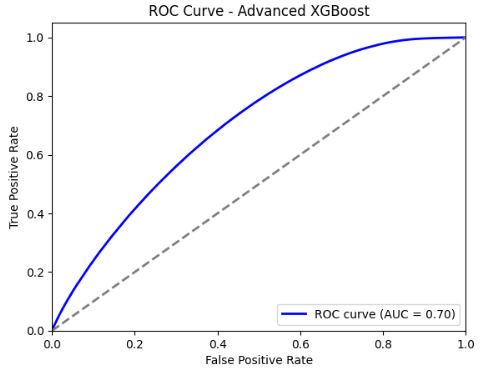 ROC Curve - Advanced XGBoost
True Positive Rate
1.0
0.8
0.6
0.4
0.2
0.0
ROC curve (AUC = 0.70)
0.0 0.2 0.4 0.6 0.8 1.0
False Positive Rate